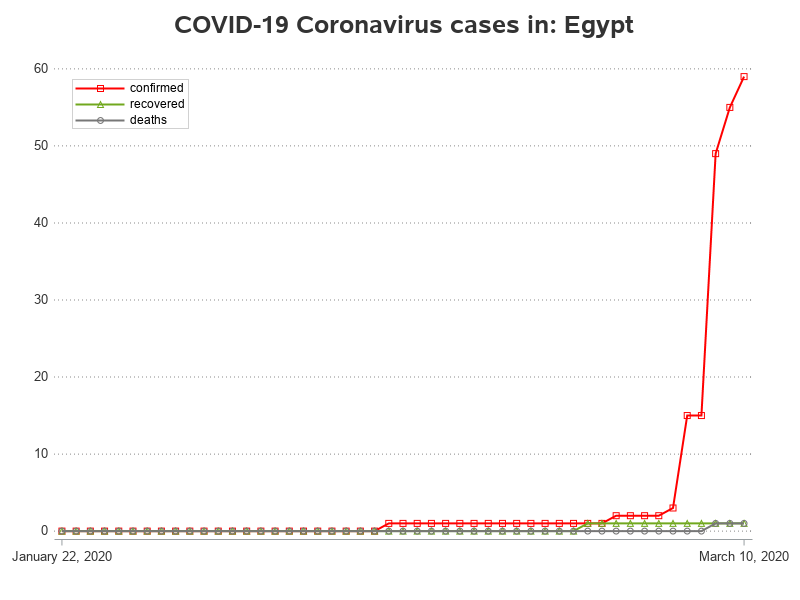 COVID-19 Coronavirus cases in: Egypt
60
confirmed
recovered
deaths
50
40
30
20
10
0
January 22, 2020
March 10, 2020